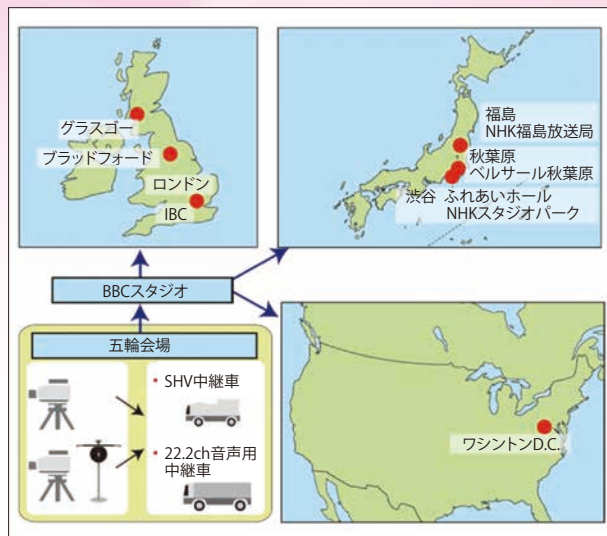 グラスゴー
ブラッドフォード
ロンドン
IBC
福島
NHK福島放送局
秋葉原
ベルサール秋葉原
渋谷 ふれあいホール
NHKスタジオパーク
BBCスタジオ
五輪会場
• SHV中継車
• 22.2ch音声用
中継車
ワシントンD.C.